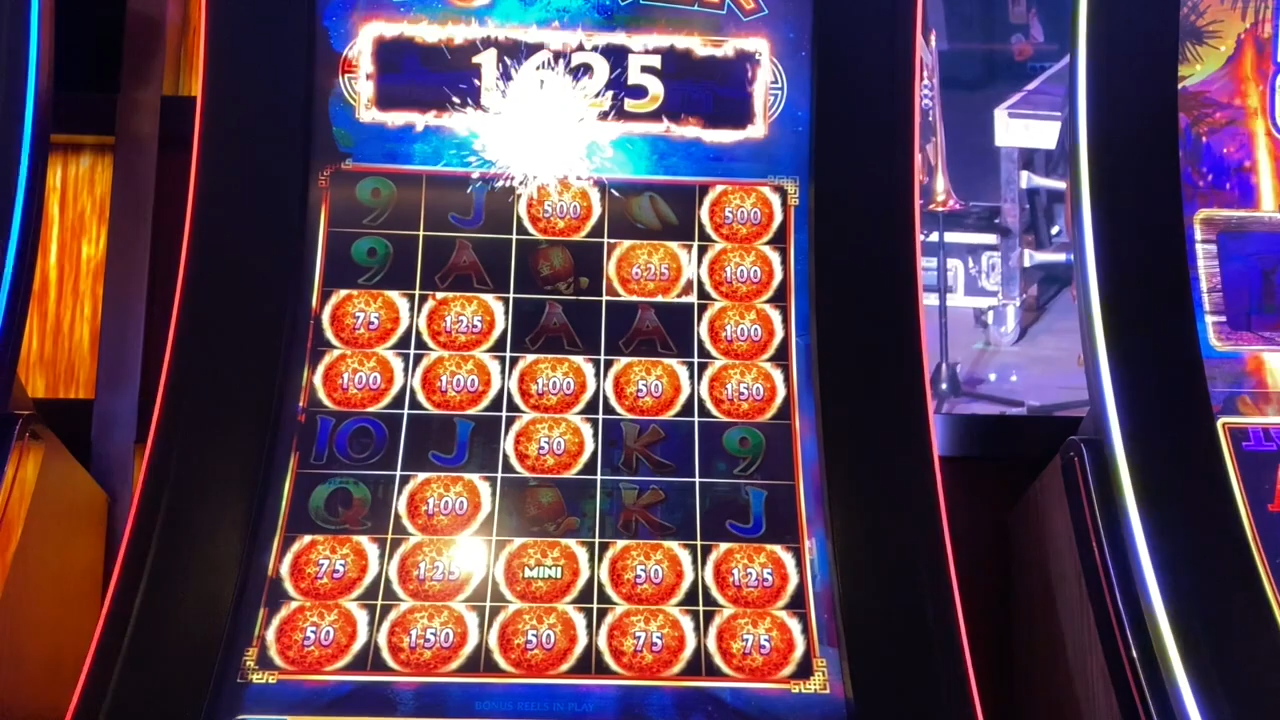 1625
9 J 500 500
9 A 625 100
75 125 A A 100
100 100 100 50 150
10 J 50 K 9
Q 100 K J
75 125 MINI 50 125
50 150 50 75 75
BONUS REELS IN PLAY